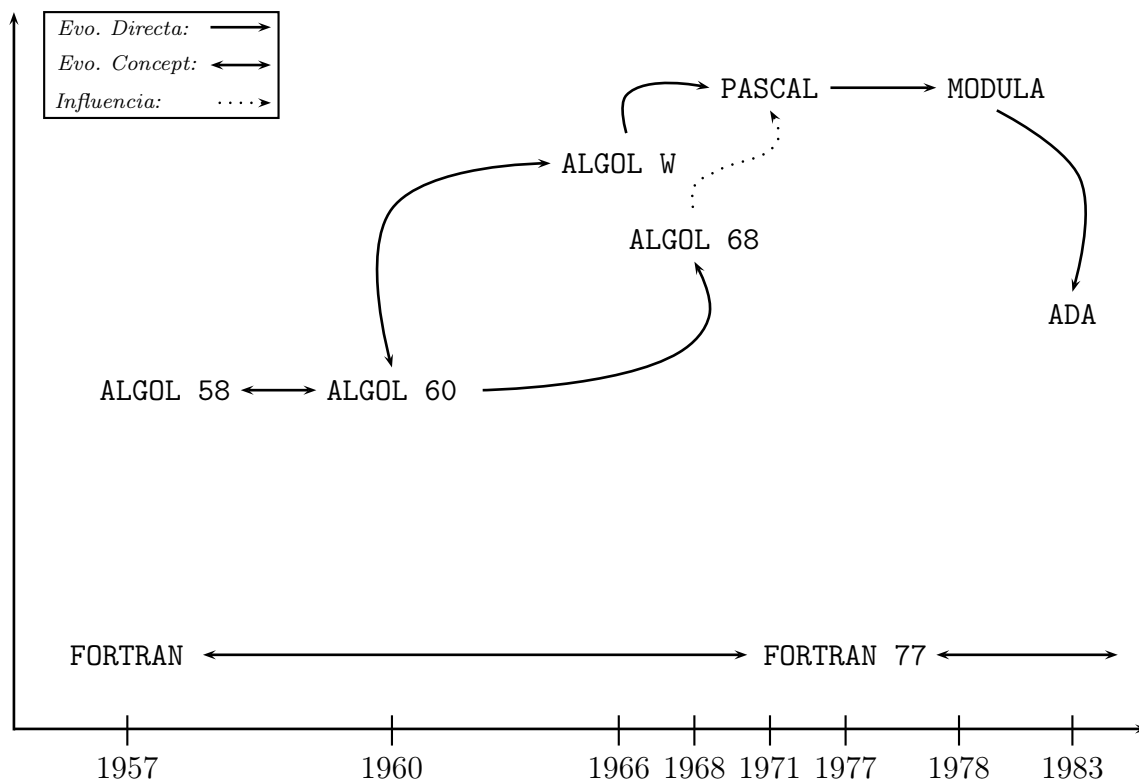 Evo. Directa:
Evo. Concept:
Influencia:
PASCAL
MODULA
ALGOL W
ALGOL 68
ADA
ALGOL 58
ALGOL 60
FORTRAN
FORTRAN 77
1957
1960
1966
1968
1971
1977
1978
1983